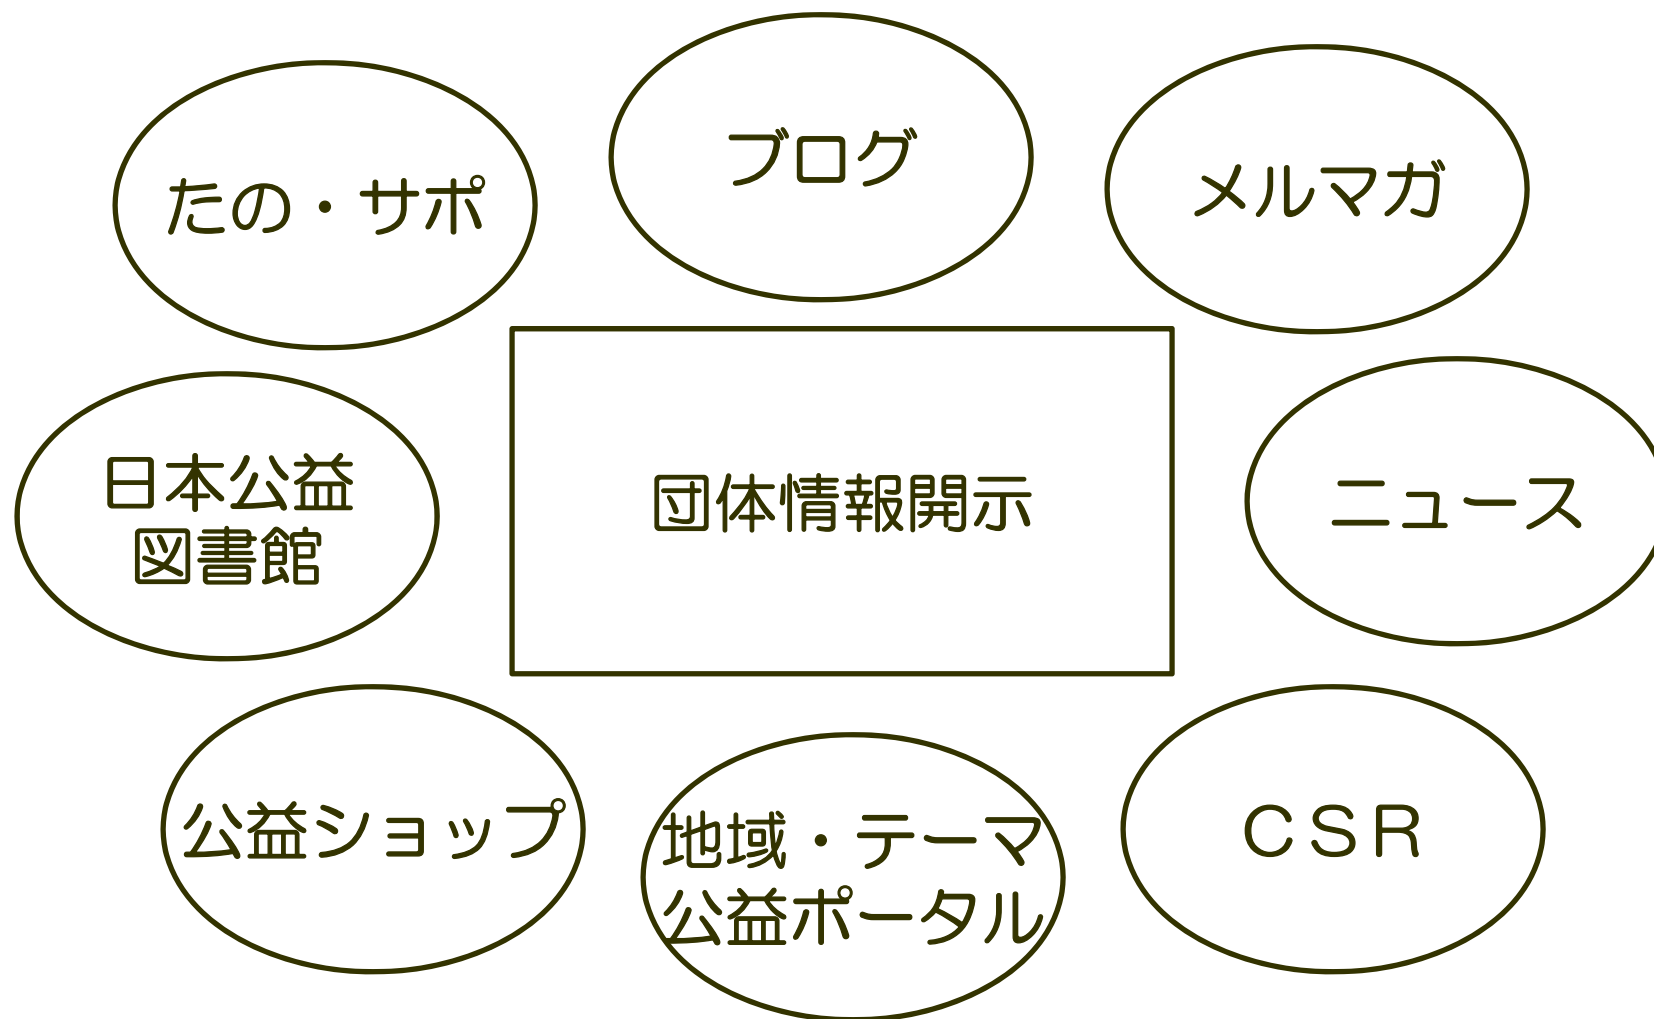 ブログ
メルマガ
たの・サポ
日本公益
図書館
団体情報開示
ニュース
公益ショップ
地域・テーマ
公益ポータル
ＣＳＲ